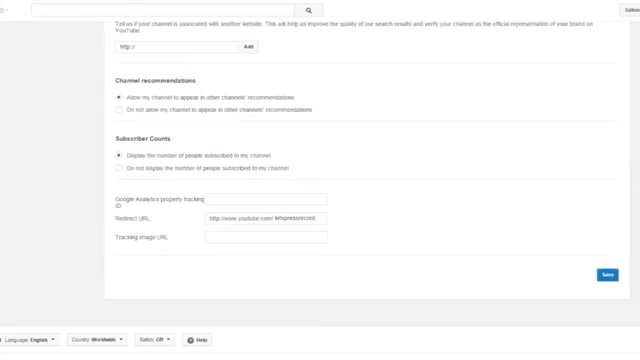 Upload
Tell us if your channel is associated with another website. This will help us improve the quality of our search results and verify your channel as the official representation of your brand on
YouTube.
http://
Add
Channel recommendations
Allow my channel to appear in other channels' recommendations
Do not allow my channel to appear in other channels' recommendations
Subscriber Counts
Display the number of people subscribed to my channel
Do not display the number of people subscribed to my channel
Google Analytics property tracking
ID
Redirect URL
http://www.youtube.com/ letspressrecord
Tracking image URL
Save
Language: English
Country: Worldwide
Safety: Off
Help